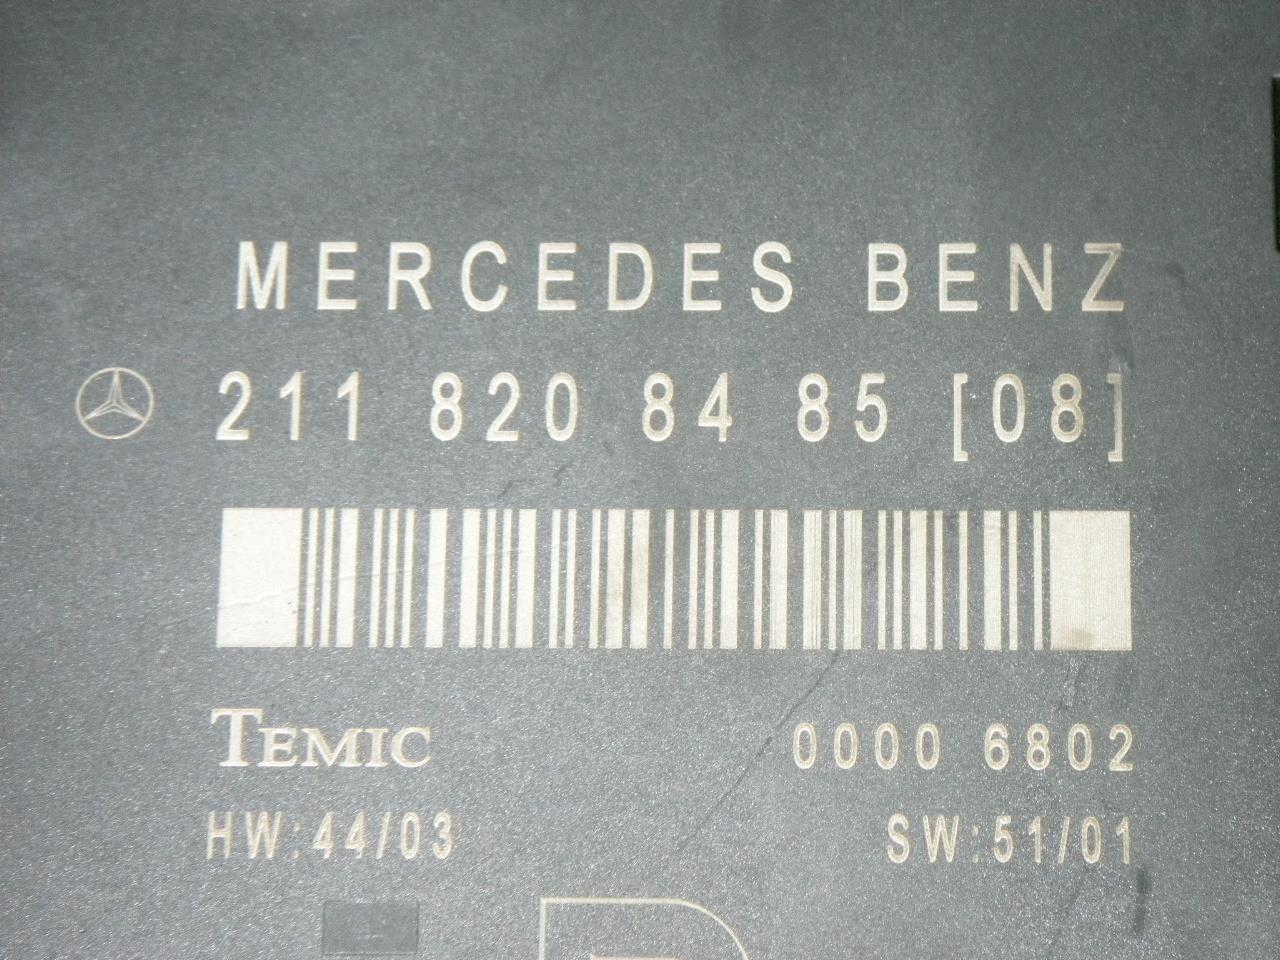 MERCEDES BENZ
211 820 84 85 [08]
TEMIC
0000 6802
HW:44/03
SW:51/01